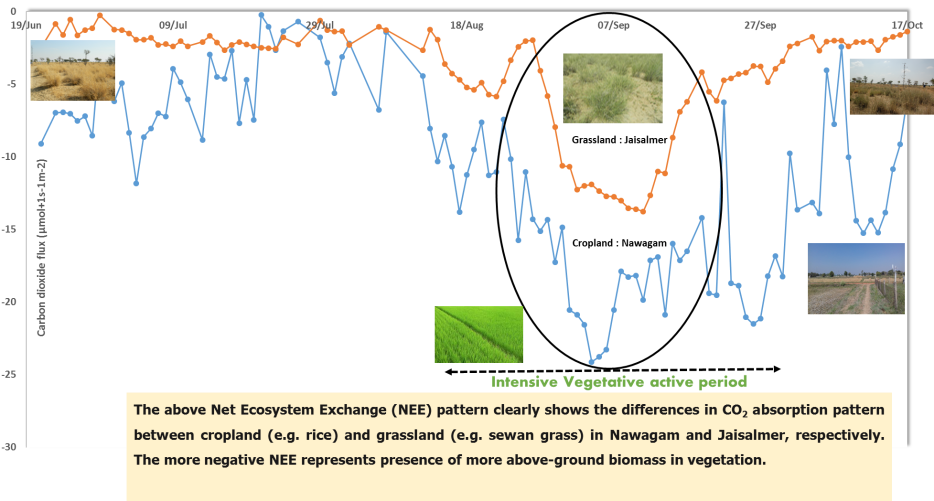 0
19/Jun 09/Jul 29/Jul 18/Aug 07/Sep 27/Sep 17/Oct
-5
-10
-15
-20
-25
-30
Carbon dioxide flux (µmol+1s-1m-2)
Grassland : Jaisalmer
Cropland : Nawagam
Intensive Vegetative active period
The above Net Ecosystem Exchange (NEE) pattern clearly shows the differences in CO₂ absorption pattern
between cropland (e.g. rice) and grassland (e.g. sewan grass) in Nawagam and Jaisalmer, respectively.
The more negative NEE represents presence of more above-ground biomass in vegetation.